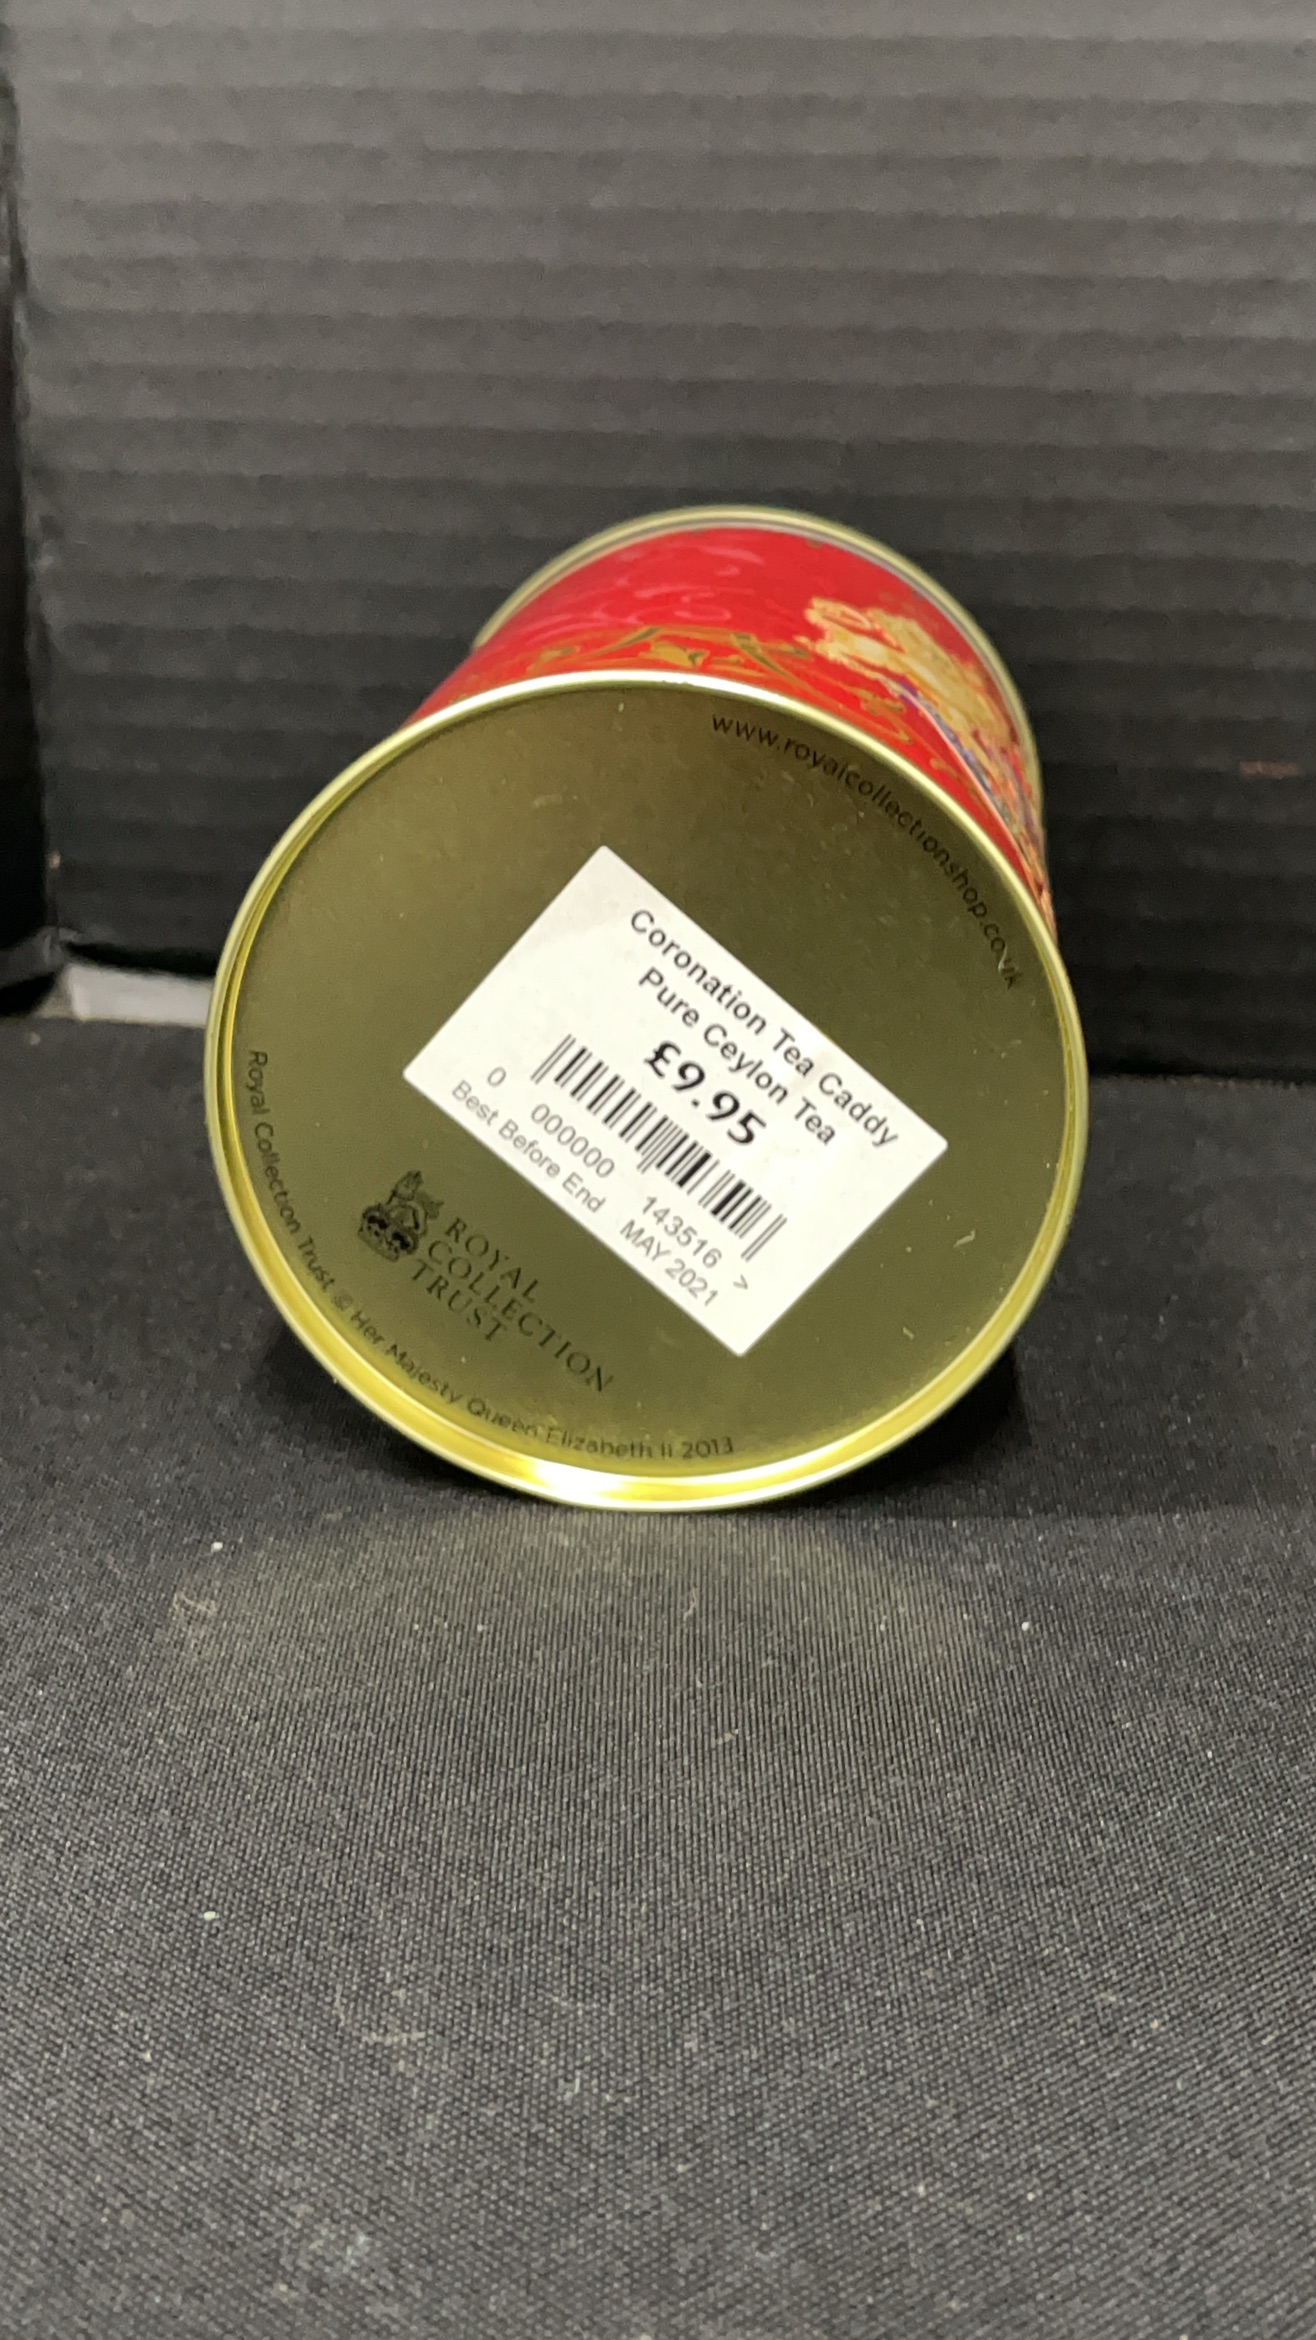 www.royalcollectionshop.co.uk
Coronation Tea Caddy
Pure Ceylon Tea
£9.95
0 000000 143516 >
Best Before End MAY 2021
ROYAL
COLLECTION
TRUST
Royal Collection Trust © Her Majesty Queen Elizabeth II 2013